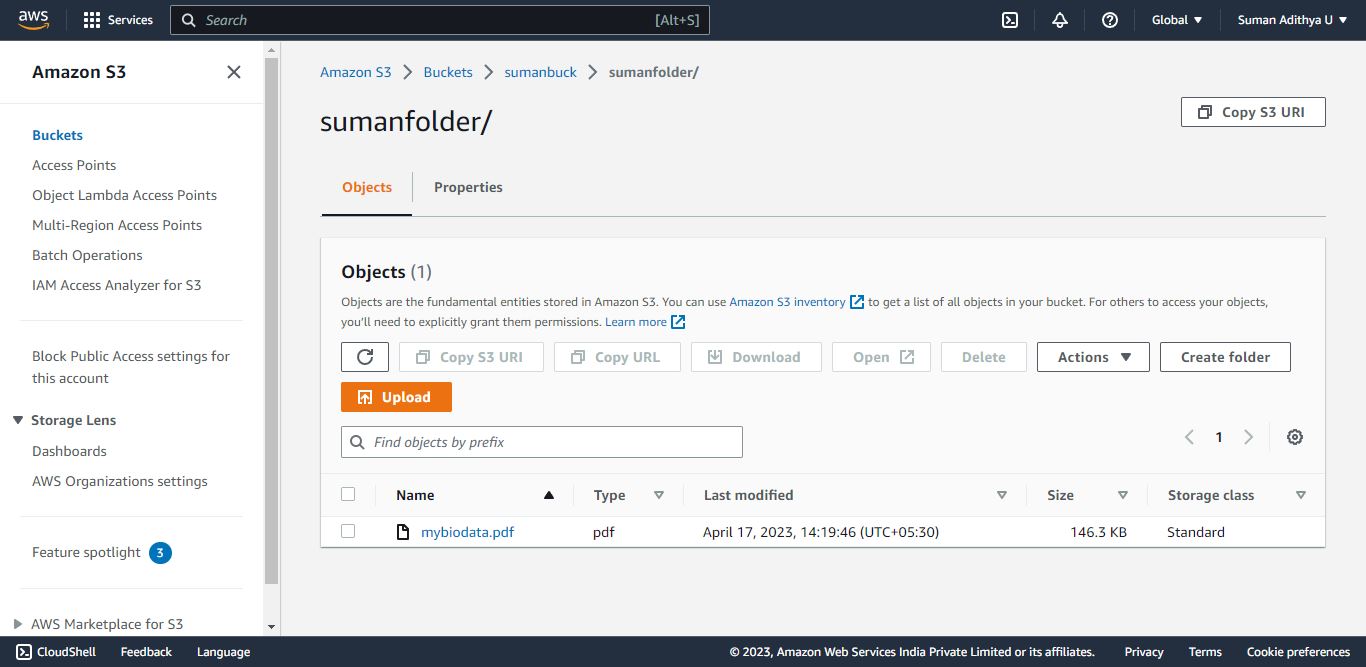 aws
Services
Search [Alt+S]
Global
Suman Adithya U
Amazon S3
Buckets
Access Points
Object Lambda Access Points
Multi-Region Access Points
Batch Operations
IAM Access Analyzer for S3
Block Public Access settings for
this account
Storage Lens
Dashboards
AWS Organizations settings
Feature spotlight 3
AWS Marketplace for S3
Amazon S3 Buckets sumanbuck sumanfolder/
sumanfolder/
Copy S3 URI
Objects Properties
Objects (1)
Objects are the fundamental entities stored in Amazon S3. You can use Amazon S3 inventory to get a list of all objects in your bucket. For others to access your objects,
you'll need to explicitly grant them permissions. Learn more
Copy S3 URI Copy URL Download Open Delete Actions Create folder
Upload
Find objects by prefix
1
Name Type Last modified Size Storage class
mybiodata.pdf pdf April 17, 2023, 14:19:46 (UTC+05:30) 146.3 KB Standard
CloudShell Feedback Language © 2023, Amazon Web Services India Private Limited or its affiliates. Privacy Terms Cookie preferences